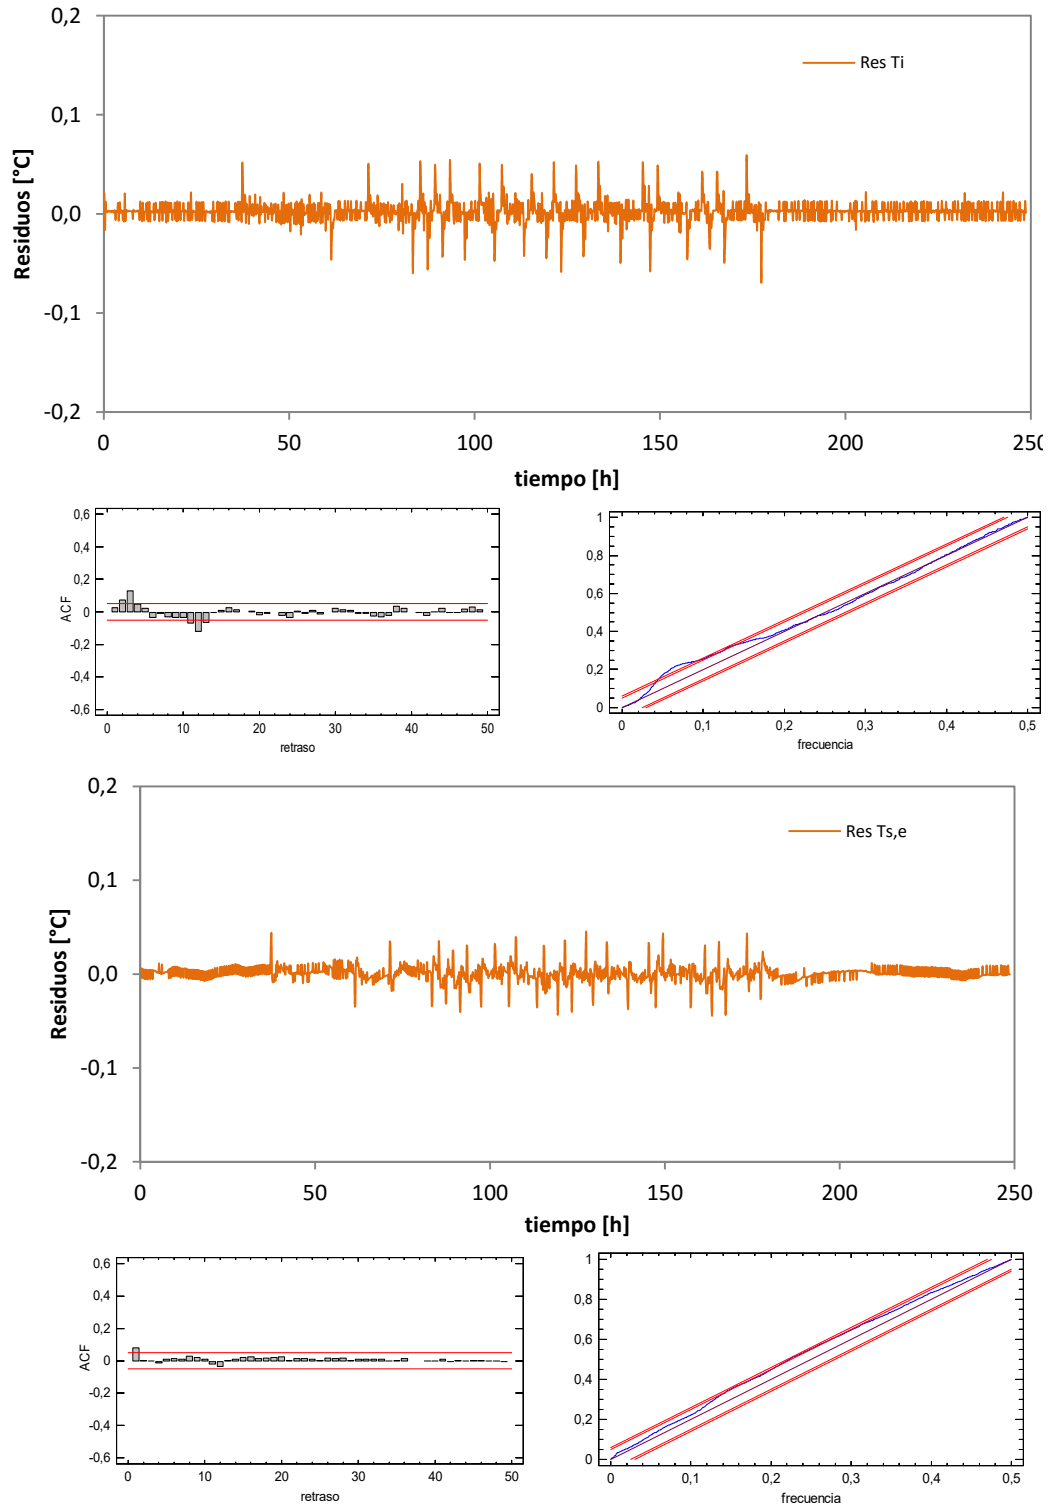 0,2
Res Ti
0,1
0,0
-0,1
-0,2
Residuos [°C]
0 50 100 150 200 250
tiempo [h]
0,6
0,4
0,2
0
-0,2
-0,4
-0,6
ACF
0 10 20 30 40 50
retraso
1
0,8
0,6
0,4
0,2
0
0 0,1 0,2 0,3 0,4 0,5
frecuencia
0,2
Res Ts,e
0,1
0,0
-0,1
-0,2
Residuos [°C]
0 50 100 150 200 250
tiempo [h]
0,6
0,4
0,2
0
-0,2
-0,4
-0,6
ACF
0 10 20 30 40 50
retraso
1
0,8
0,6
0,4
0,2
0
0 0,1 0,2 0,3 0,4 0,5
frecuencia